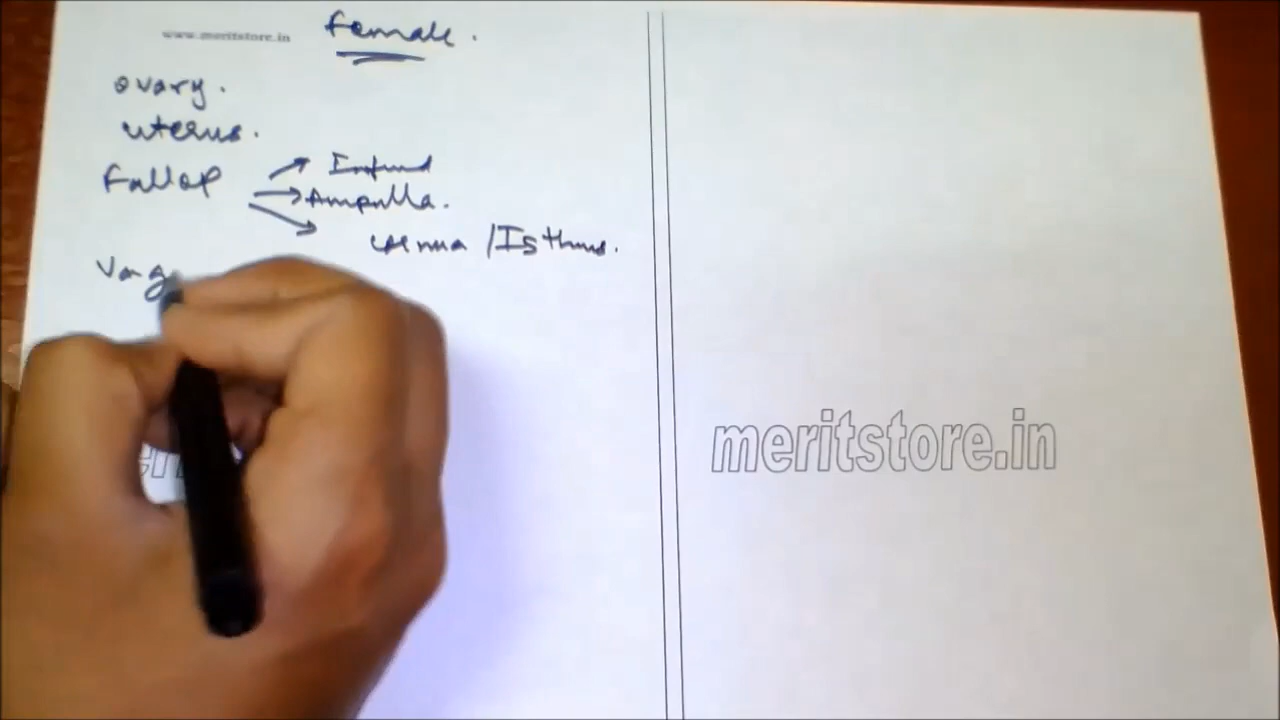 www.meritstore.in Female.
ovary.
uterus.
Fallop
Infund
Ampulla.
/Isthmus.
Vag
meritstore.in